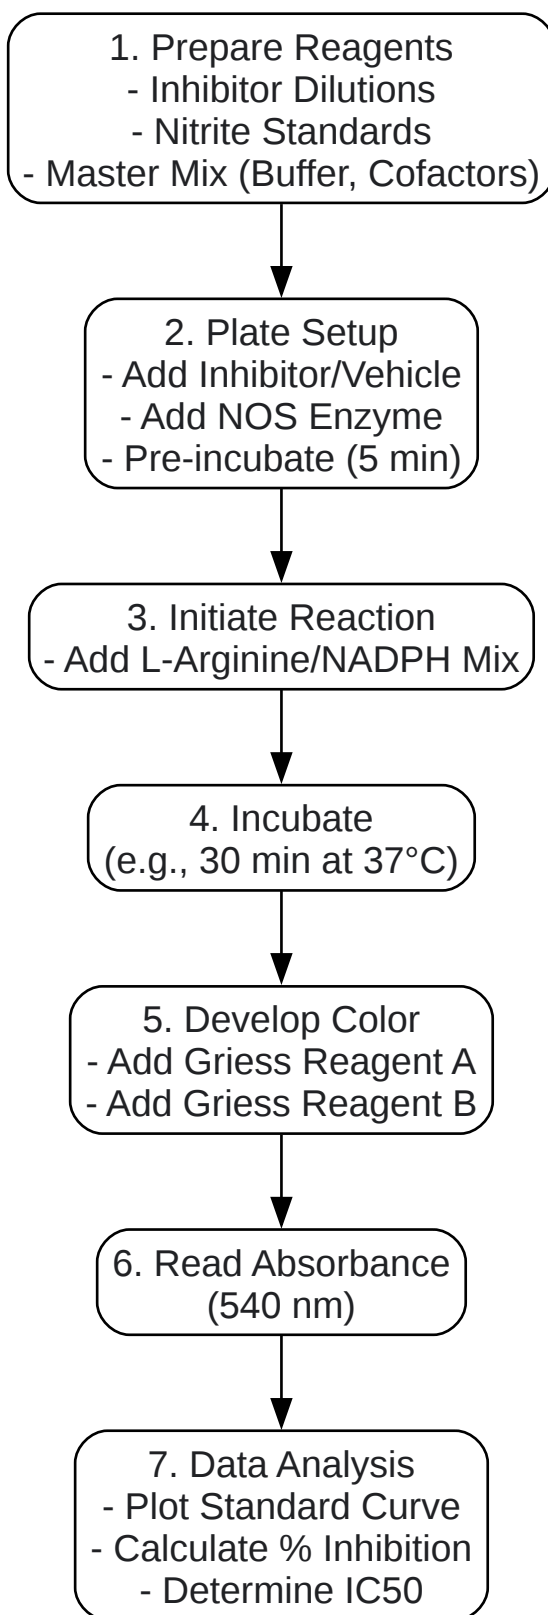 1. Prepare Reagents
- Inhibitor Dilutions
- Nitrite Standards
- Master Mix (Buffer, Cofactors)
2. Plate Setup
- Add Inhibitor/Vehicle
- Add NOS Enzyme
- Pre-incubate (5 min)
3. Initiate Reaction
- Add L-Arginine/NADPH Mix
4. Incubate
(e.g., 30 min at 37°C)
5. Develop Color
- Add Griess Reagent A
- Add Griess Reagent B
6. Read Absorbance
(540 nm)
7. Data Analysis
- Plot Standard Curve
- Calculate % Inhibition
- Determine IC50